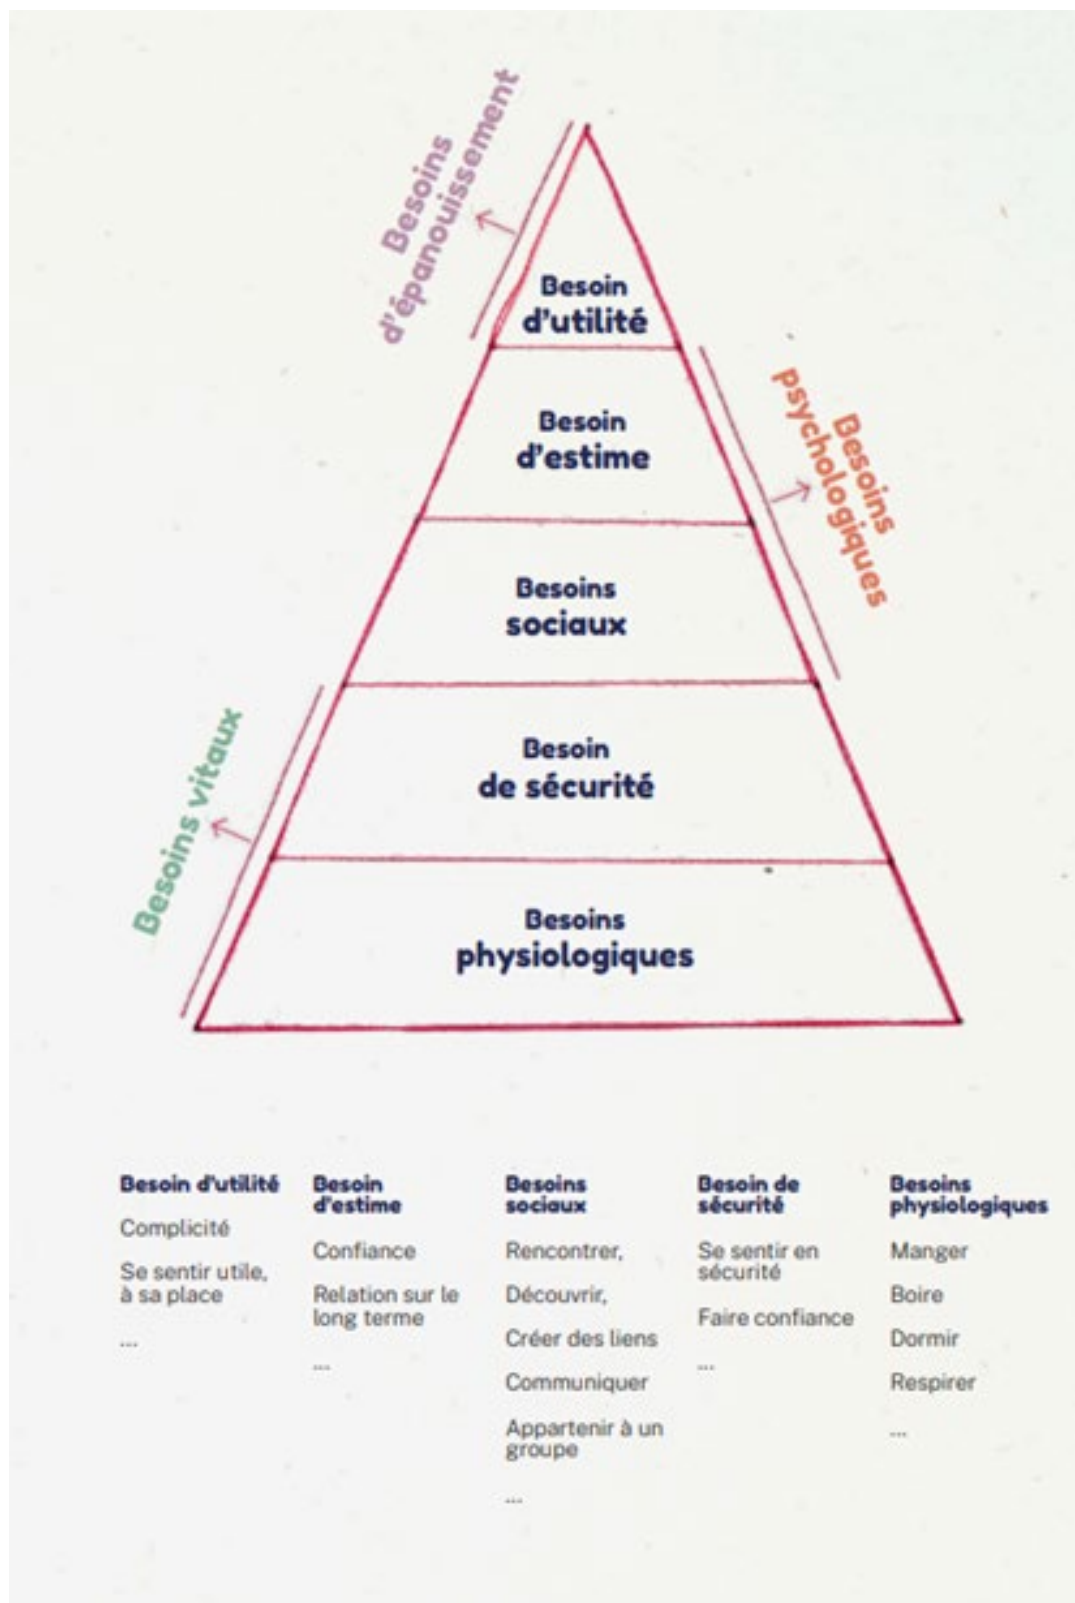 Besoins
d'épanouissement
Besoin
d'utilité
Besoin
d'estime
Besoins
psychologiques
Besoins
sociaux
Besoin
de sécurité
Besoins vitaux
Besoins
physiologiques
Besoin d'utilité
Complicité
Se sentir utile,
à sa place
...
Besoin
d'estime
Confiance
Relation sur le
long terme
...
Besoins
sociaux
Rencontrer,
Découvrir,
Créer des liens
Communiquer
Appartenir à un
groupe
...
Besoin de
sécurité
Se sentir en
sécurité
Faire confiance
...
Besoins
physiologiques
Manger
Boire
Dormir
Respirer
...